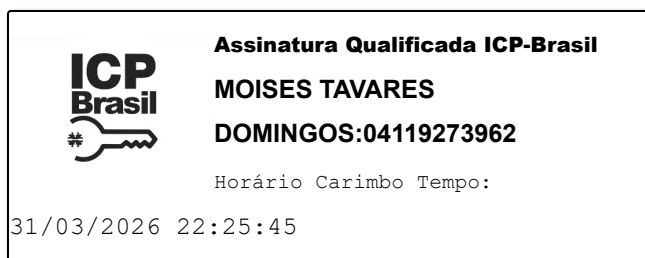 ICP
Brasil
Assinatura Qualificada ICP-Brasil
MOISES TAVARES
DOMINGOS:04119273962
Horário Carimbo Tempo:
31/03/2026 22:25:45